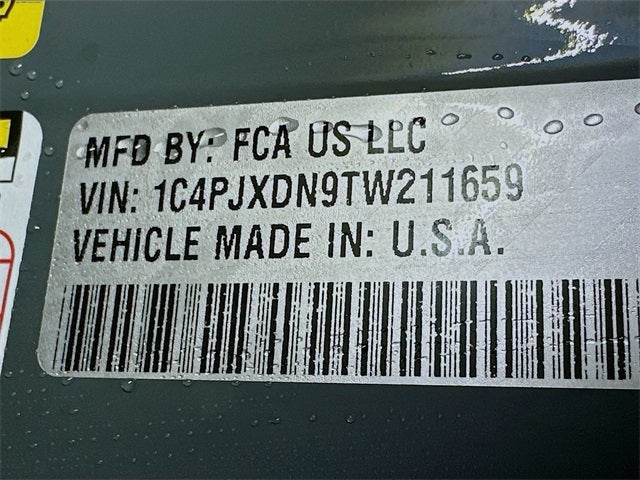 MFD BY: FCA US LLC
VIN: 1C4PJXDN9TW211659
VEHICLE MADE IN: U.S.A.